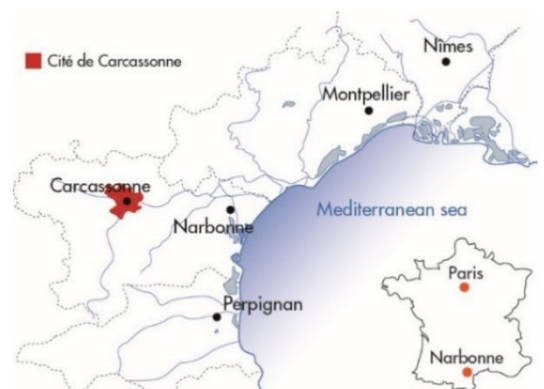 Nîmes
Cité de Carcassonne
Montpellier
Carcassonne
Mediterranean sea
Narbonne
Paris
Perpignan
Narbonne